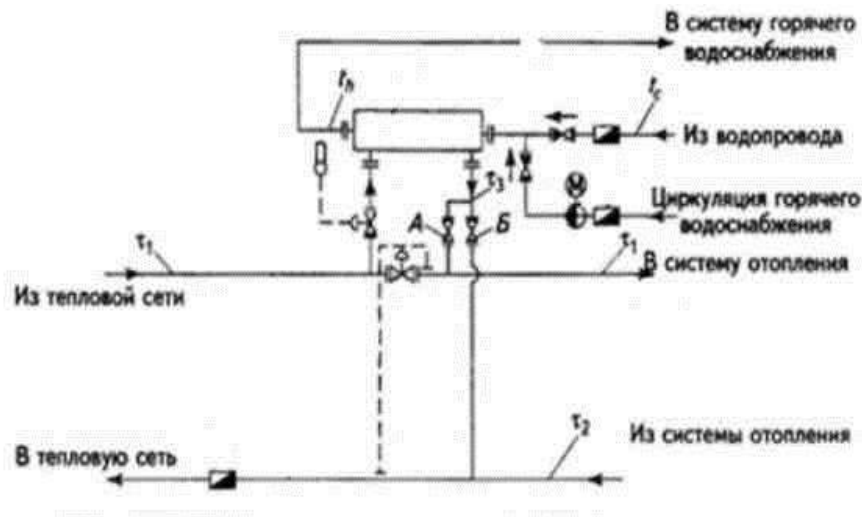 В систему горячего
водоснабжения
t_h
t_c
Из водопровода
τ_3
М
Циркуляция горячего
водоснабжения
А
Б
τ_1
τ_1
В систему отопления
Из тепловой сети
τ_2
Из системы отопления
В тепловую сеть